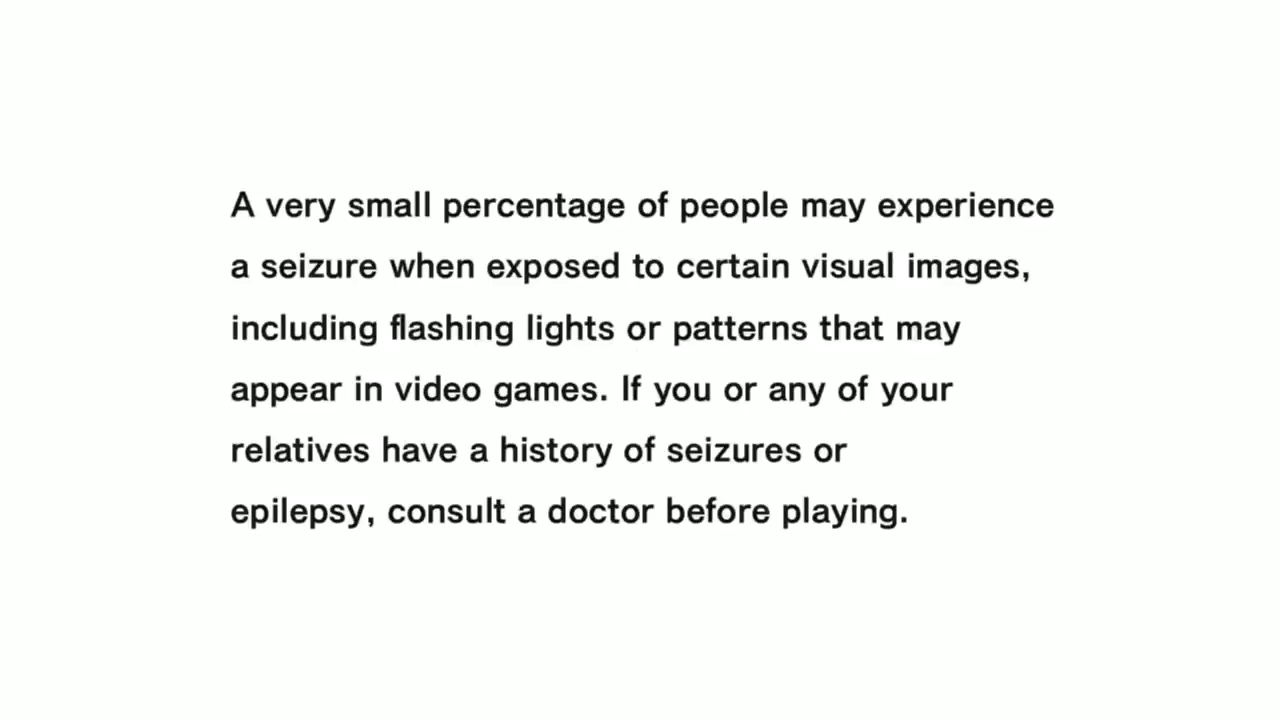 A very small percentage of people may experience
a seizure when exposed to certain visual images,
including flashing lights or patterns that may
appear in video games. If you or any of your
relatives have a history of seizures or
epilepsy, consult a doctor before playing.